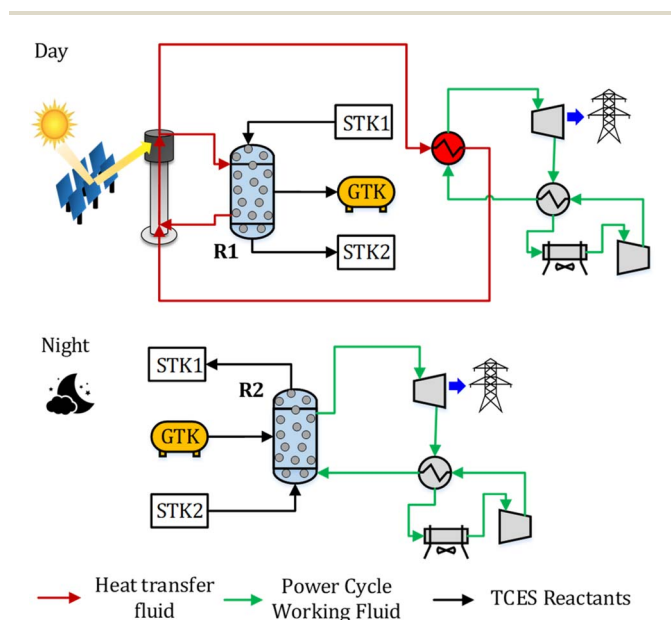 Day
STK1
GTK
R1
STK2
Night
STK1
R2
GTK
STK2
Heat transfer
fluid
Power Cycle
Working Fluid
TCES Reactants